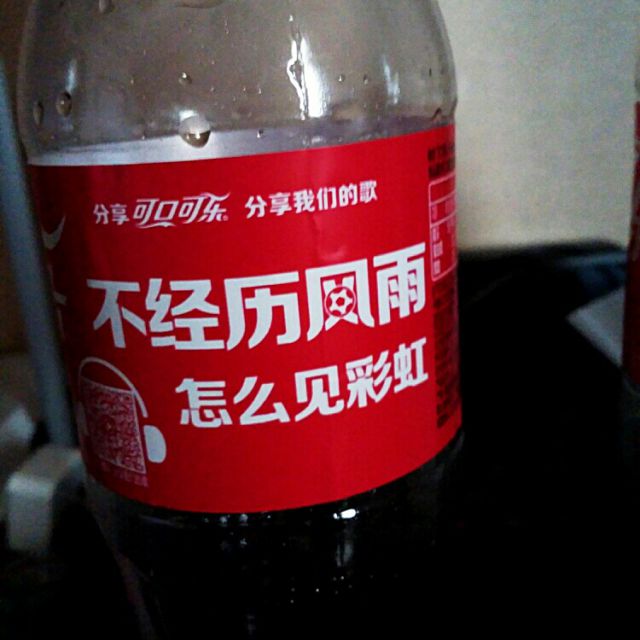 分享可口可乐 分享我们的歌
不经历风雨
怎么见彩虹